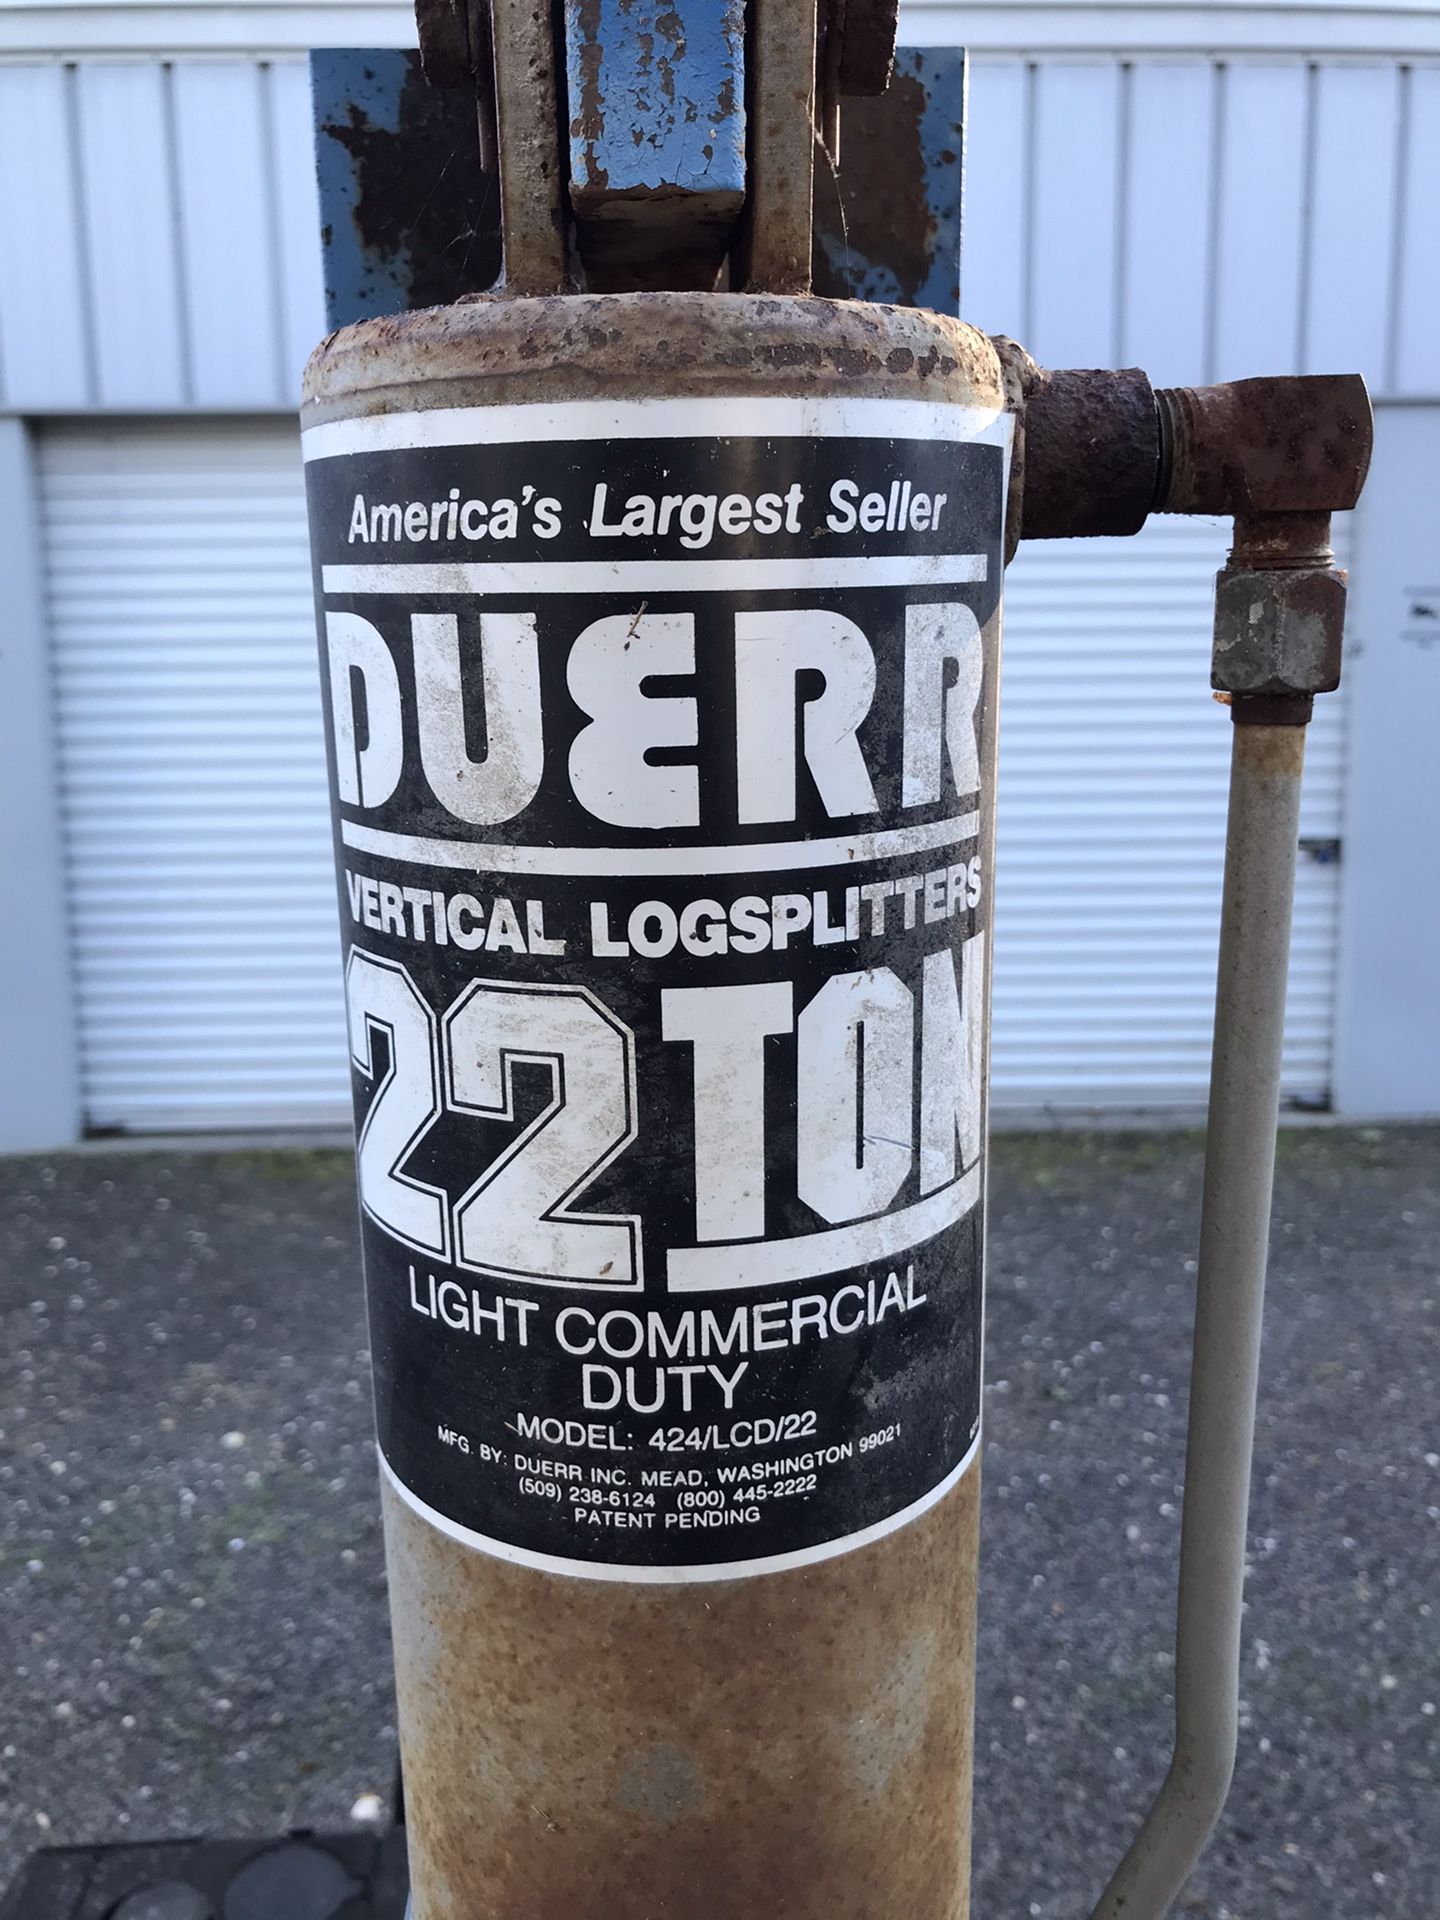 America's Largest Seller
DUERR
VERTICAL LOGSPLITTERS
22 TON
LIGHT COMMERCIAL
DUTY
MODEL: 424/LCD/22
MFG. BY: DUERR INC. MEAD, WASHINGTON 99021
(509) 238-6124 (800) 445-2222
PATENT PENDING